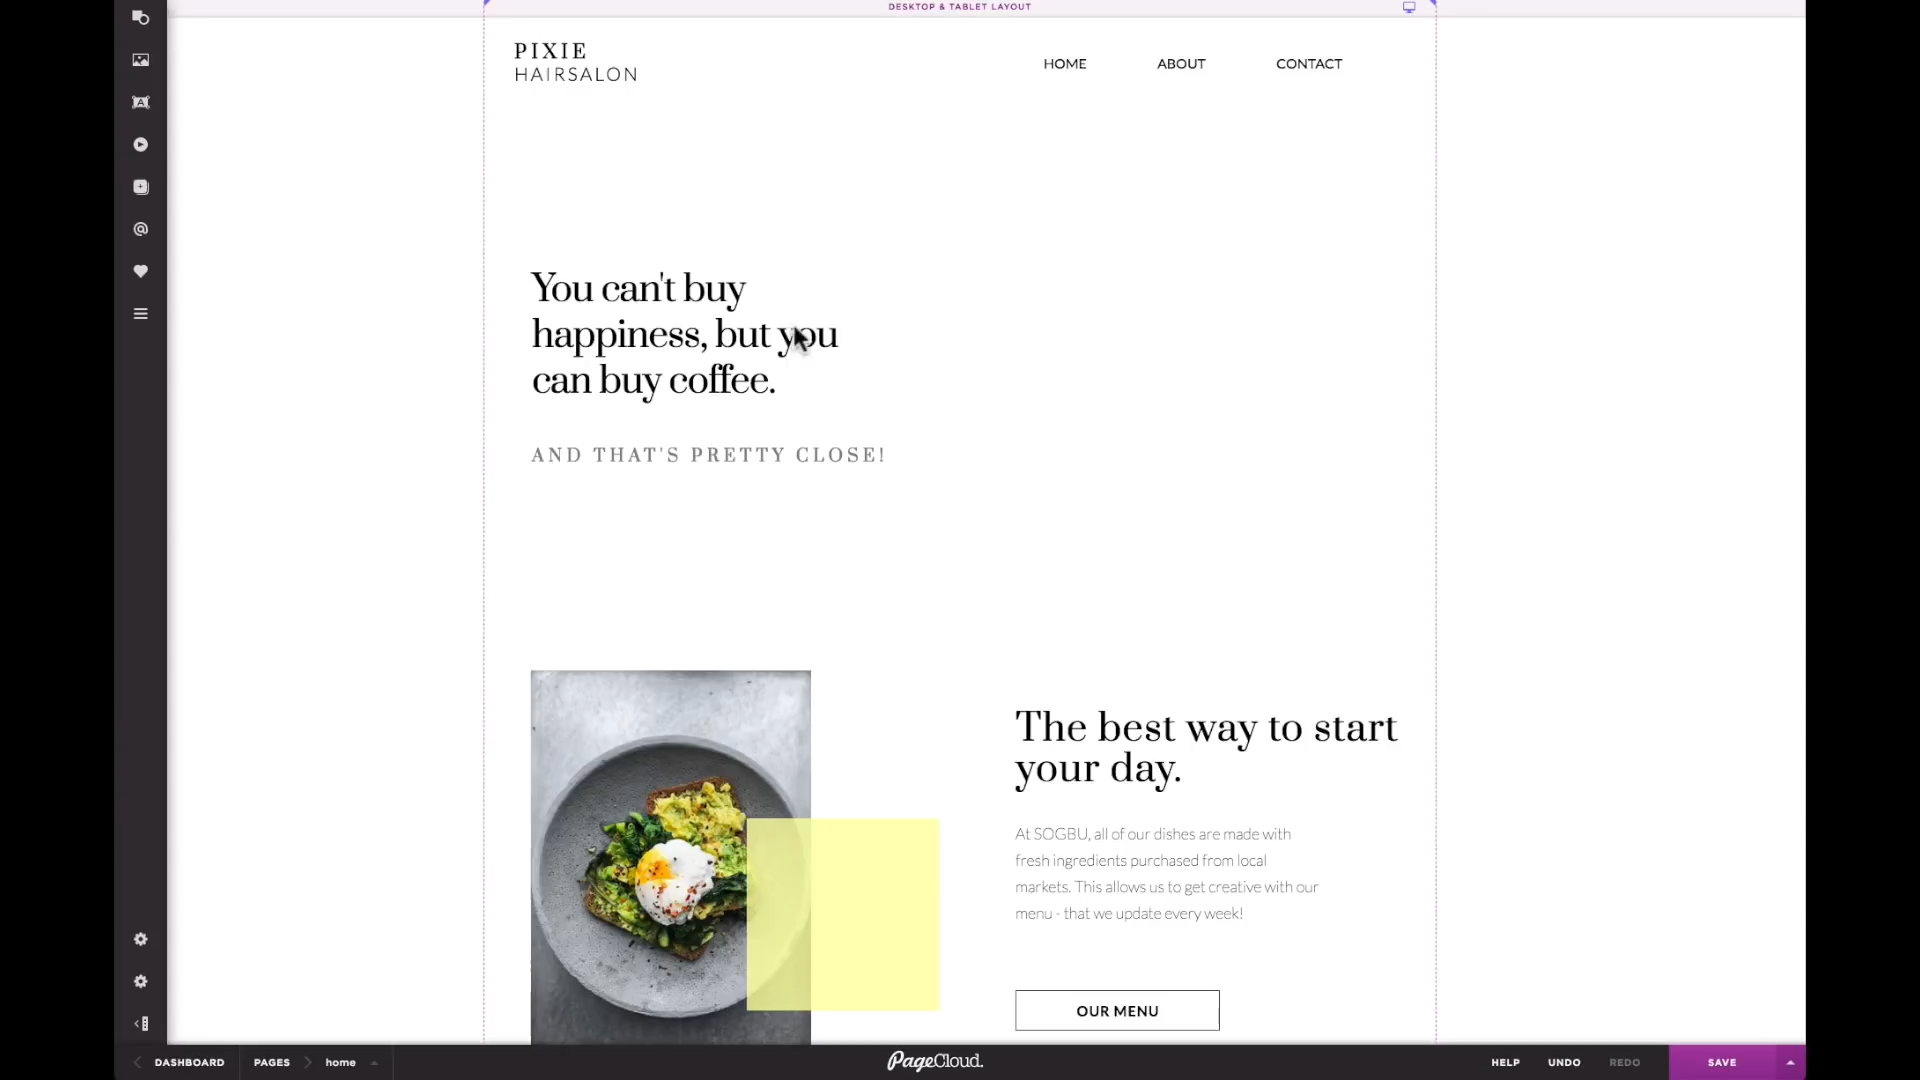 DESKTOP & TABLET LAYOUT
PIXIE
HAIRSALON
HOME ABOUT CONTACT
You can't buy
happiness, but you
can buy coffee.
AND THAT'S PRETTY CLOSE!
The best way to start
your day.
At SOGBU, all of our dishes are made with
fresh ingredients purchased from local
markets. This allows us to get creative with our
menu - that we update every week!
OUR MENU
DASHBOARD PAGES home PageCloud. HELP UNDO REDO SAVE